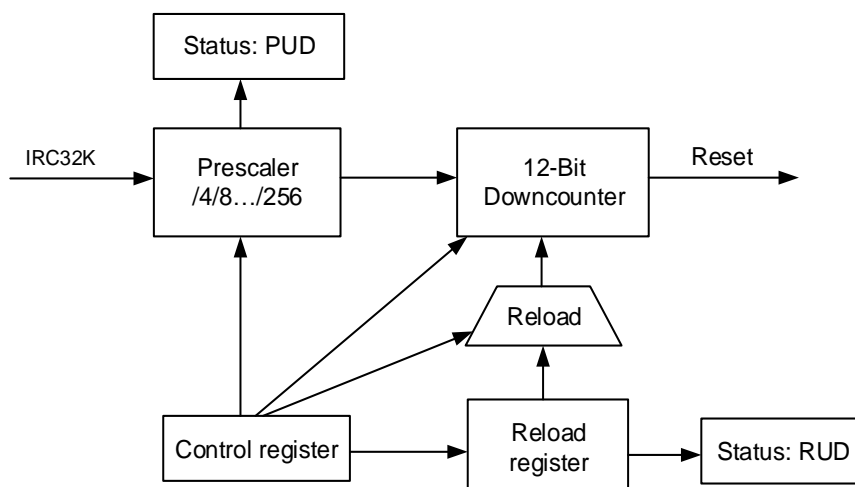 Status: PUD
IRC32K
Prescaler
/4/8…/256
12-Bit
Downcounter
Reset
Reload
Control register
Reload
register
Status: RUD